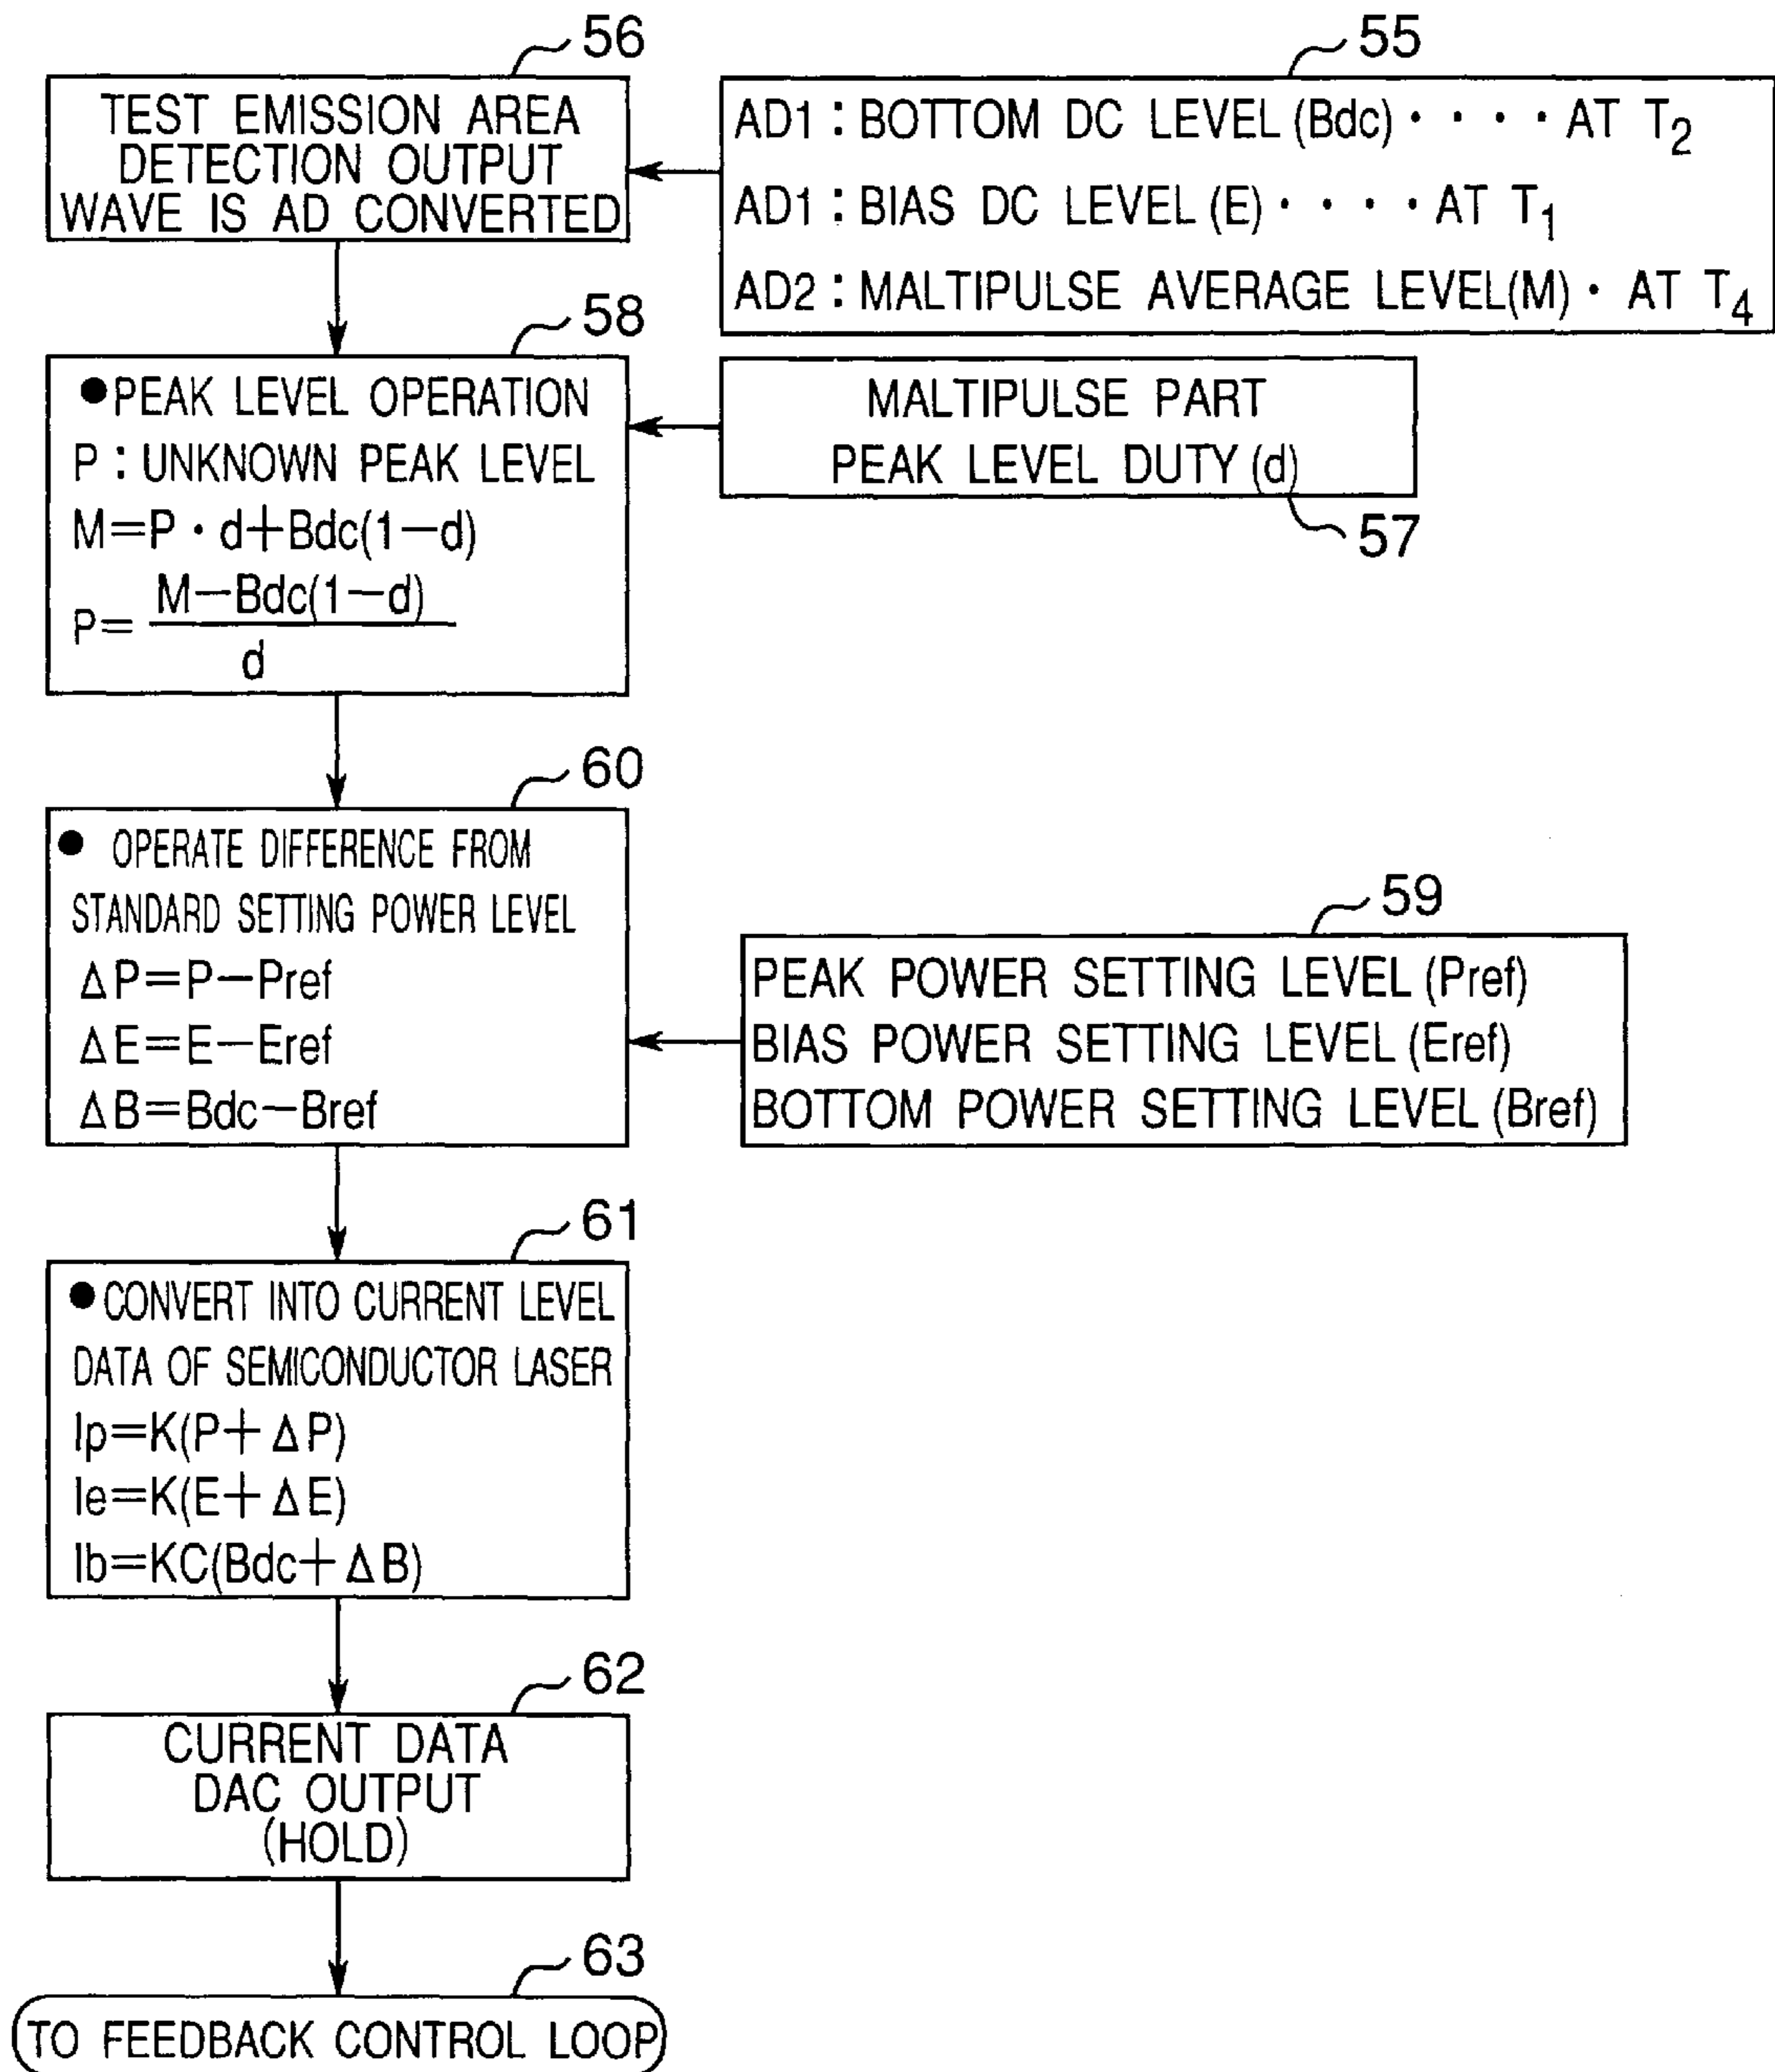 56
TEST EMISSION AREA
DETECTION OUTPUT
WAVE IS AD CONVERTED
55
AD1 : BOTTOM DC LEVEL (Bdc) · · · · AT T₂
AD1 : BIAS DC LEVEL (E) · · · · AT T₁
AD2 : MALTIPULSE AVERAGE LEVEL(M) · AT T₄
58
●PEAK LEVEL OPERATION
P : UNKNOWN PEAK LEVEL
M=P · d+Bdc(1−d)
P= M−Bdc(1−d)
d
MALTIPULSE PART
PEAK LEVEL DUTY (d)
57
60
● OPERATE DIFFERENCE FROM
STANDARD SETTING POWER LEVEL
ΔP=P−Pref
ΔE=E−Eref
ΔB=Bdc−Bref
59
PEAK POWER SETTING LEVEL (Pref)
BIAS POWER SETTING LEVEL (Eref)
BOTTOM POWER SETTING LEVEL (Bref)
61
●CONVERT INTO CURRENT LEVEL
DATA OF SEMICONDUCTOR LASER
Ip=K(P+ΔP)
Ie=K(E+ΔE)
Ib=KC(Bdc+ΔB)
62
CURRENT DATA
DAC OUTPUT
(HOLD)
63
TO FEEDBACK CONTROL LOOP